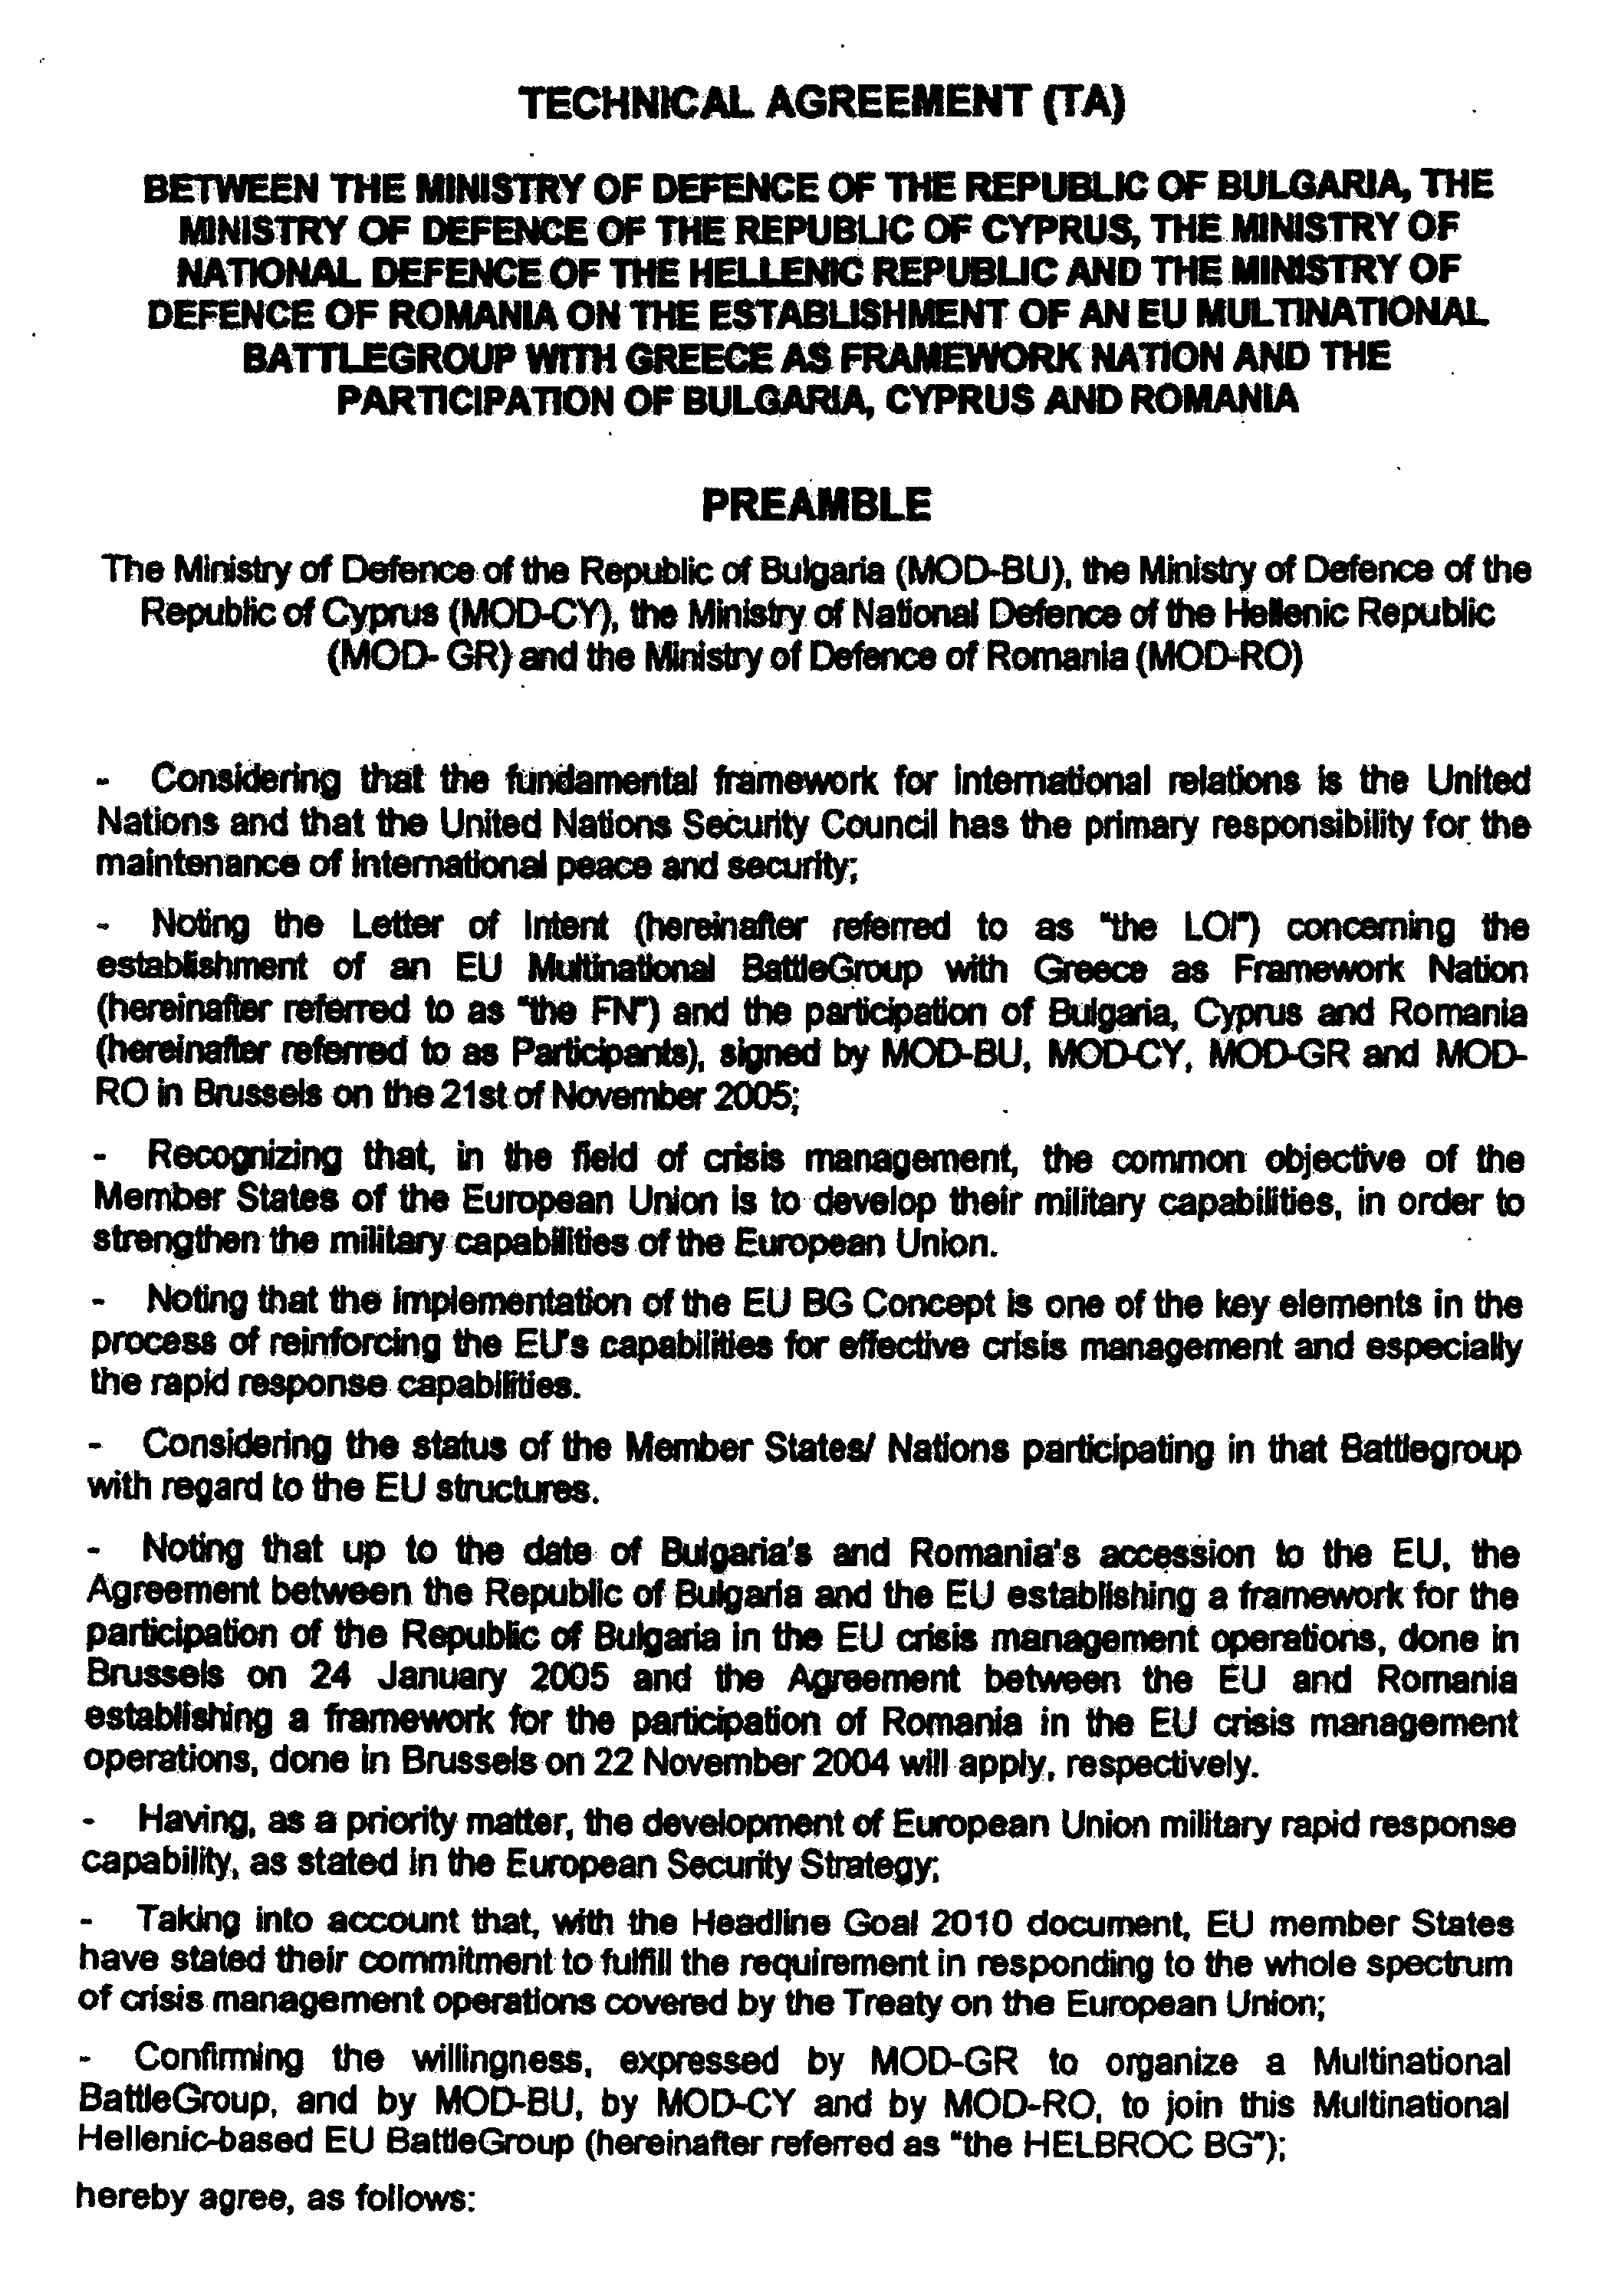 TECHNICAL AGREEMENT (TA)
BETWEEN THE MINISTRY OF DEFENCE OF THE REPUBLIC OF BULGARIA, THE
MINISTRY OF DEFENCE OF THE REPUBLIC OF CYPRUS, THE MINISTRY OF
NATIONAL DEFENCE OF THE HELLENIC REPUBLIC AND THE MINISTRY OF
DEFENCE OF ROMANIA ON THE ESTABLISHMENT OF AN EU MULTINATIONAL
BATTLEGROUP WITH GREECE AS FRAMEWORK NATION AND THE
PARTICIPATION OF BULGARIA, CYPRUS AND ROMANIA
PREAMBLE
The Ministry of Defence of the Republic of Bulgaria (MOD-BU), the Ministry of Defence of the
Republic of Cyprus (MOD-CY), the Ministry of National Defence of the Hellenic Republic
(MOD- GR) and the Ministry of Defence of Romania (MOD-RO)
- Considering that the fundamental framework for international relations is the United
Nations and that the United Nations Security Council has the primary responsibility for the
maintenance of international peace and security;
- Noting the Letter of Intent (hereinafter referred to as "the LOI") concerning the
establishment of an EU Multinational BattleGroup with Greece as Framework Nation
(hereinafter referred to as "the FN") and the participation of Bulgaria, Cyprus and Romania
(hereinafter referred to as Participants), signed by MOD-BU, MOD-CY, MOD-GR and MOD-
RO in Brussels on the 21st of November 2005;
- Recognizing that, in the field of crisis management, the common objective of the
Member States of the European Union is to develop their military capabilities, in order to
strengthen the military capabilities of the European Union.
- Noting that the implementation of the EU BG Concept is one of the key elements in the
process of reinforcing the EU's capabilities for effective crisis management and especially
the rapid response capabilities.
- Considering the status of the Member States/ Nations participating in that Battlegroup
with regard to the EU structures.
- Noting that up to the date of Bulgaria's and Romania's accession to the EU, the
Agreement between the Republic of Bulgaria and the EU establishing a framework for the
participation of the Republic of Bulgaria in the EU crisis management operations, done in
Brussels on 24 January 2005 and the Agreement between the EU and Romania
establishing a framework for the participation of Romania in the EU crisis management
operations, done in Brussels on 22 November 2004 will apply, respectively.
- Having, as a priority matter, the development of European Union military rapid response
capability, as stated in the European Security Strategy;
- Taking into account that, with the Headline Goal 2010 document, EU member States
have stated their commitment to fulfill the requirement in responding to the whole spectrum
of crisis management operations covered by the Treaty on the European Union;
- Confirming the willingness, expressed by MOD-GR to organize a Multinational
BattleGroup, and by MOD-BU, by MOD-CY and by MOD-RO, to join this Multinational
Hellenic-based EU BattleGroup (hereinafter referred as "the HELBROC BG");
hereby agree, as follows: